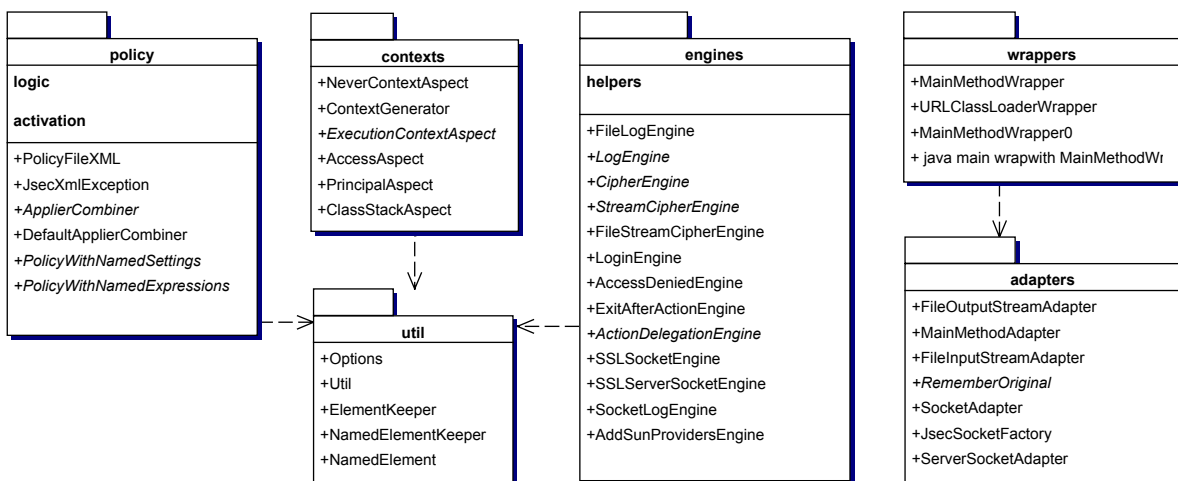 policy
logic
activation
+PolicyFileXML
+JsecXmlException
+ApplierCombiner
+DefaultApplierCombiner
+PolicyWithNamedSettings
+PolicyWithNamedExpressions
contexts
+NeverContextAspect
+ContextGenerator
+ExecutionContextAspect
+AccessAspect
+PrincipalAspect
+ClassStackAspect
util
+Options
+Util
+ElementKeeper
+NamedElementKeeper
+NamedElement
engines
helpers
+FileLogEngine
+LogEngine
+CipherEngine
+StreamCipherEngine
+FileStreamCipherEngine
+LoginEngine
+AccessDeniedEngine
+ExitAfterActionEngine
+ActionDelegationEngine
+SSLSocketEngine
+SSLServerSocketEngine
+SocketLogEngine
+AddSunProvidersEngine
wrappers
+MainMethodWrapper
+URLClassLoaderWrapper
+MainMethodWrapper0
+ java main wrapwith MainMethodWr
adapters
+FileOutputStreamAdapter
+MainMethodAdapter
+FileInputStreamAdapter
+RememberOriginal
+SocketAdapter
+JsecSocketFactory
+ServerSocketAdapter